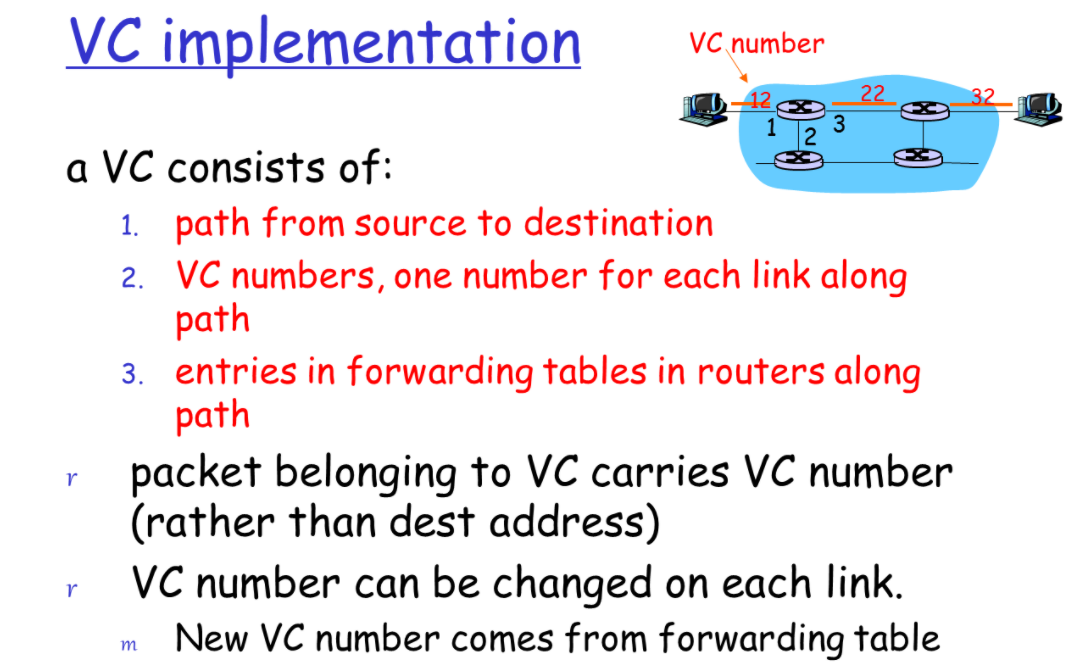 VC implementation
VC number
12
22
32
1
2
3
a VC consists of:
1. path from source to destination
2. VC numbers, one number for each link along
path
3. entries in forwarding tables in routers along
path
r packet belonging to VC carries VC number
(rather than dest address)
r VC number can be changed on each link.
m New VC number comes from forwarding table